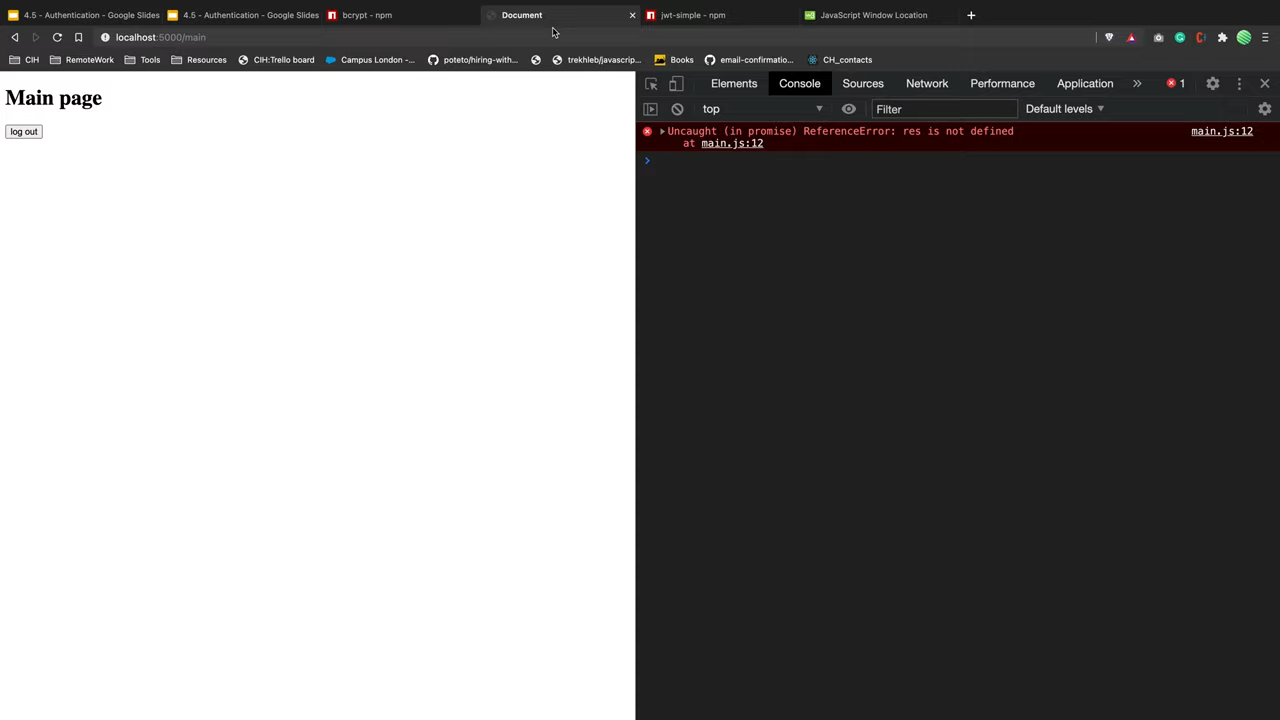 4.5 - Authentication - Google Slides
4.5 - Authentication - Google Slides
bcrypt - npm
Document
jwt-simple - npm
JavaScript Window Location
localhost:5000/main
CIH
RemoteWork
Tools
Resources
CIH:Trello board
Campus London -...
poteto/hiring-with...
trekhleb/javascrip...
Books
email-confirmatio...
CH_contacts
Main page
log out
Elements
Console
Sources
Network
Performance
Application
1
top
Filter
Default levels
Uncaught (in promise) ReferenceError: res is not defined
main.js:12
at main.js:12